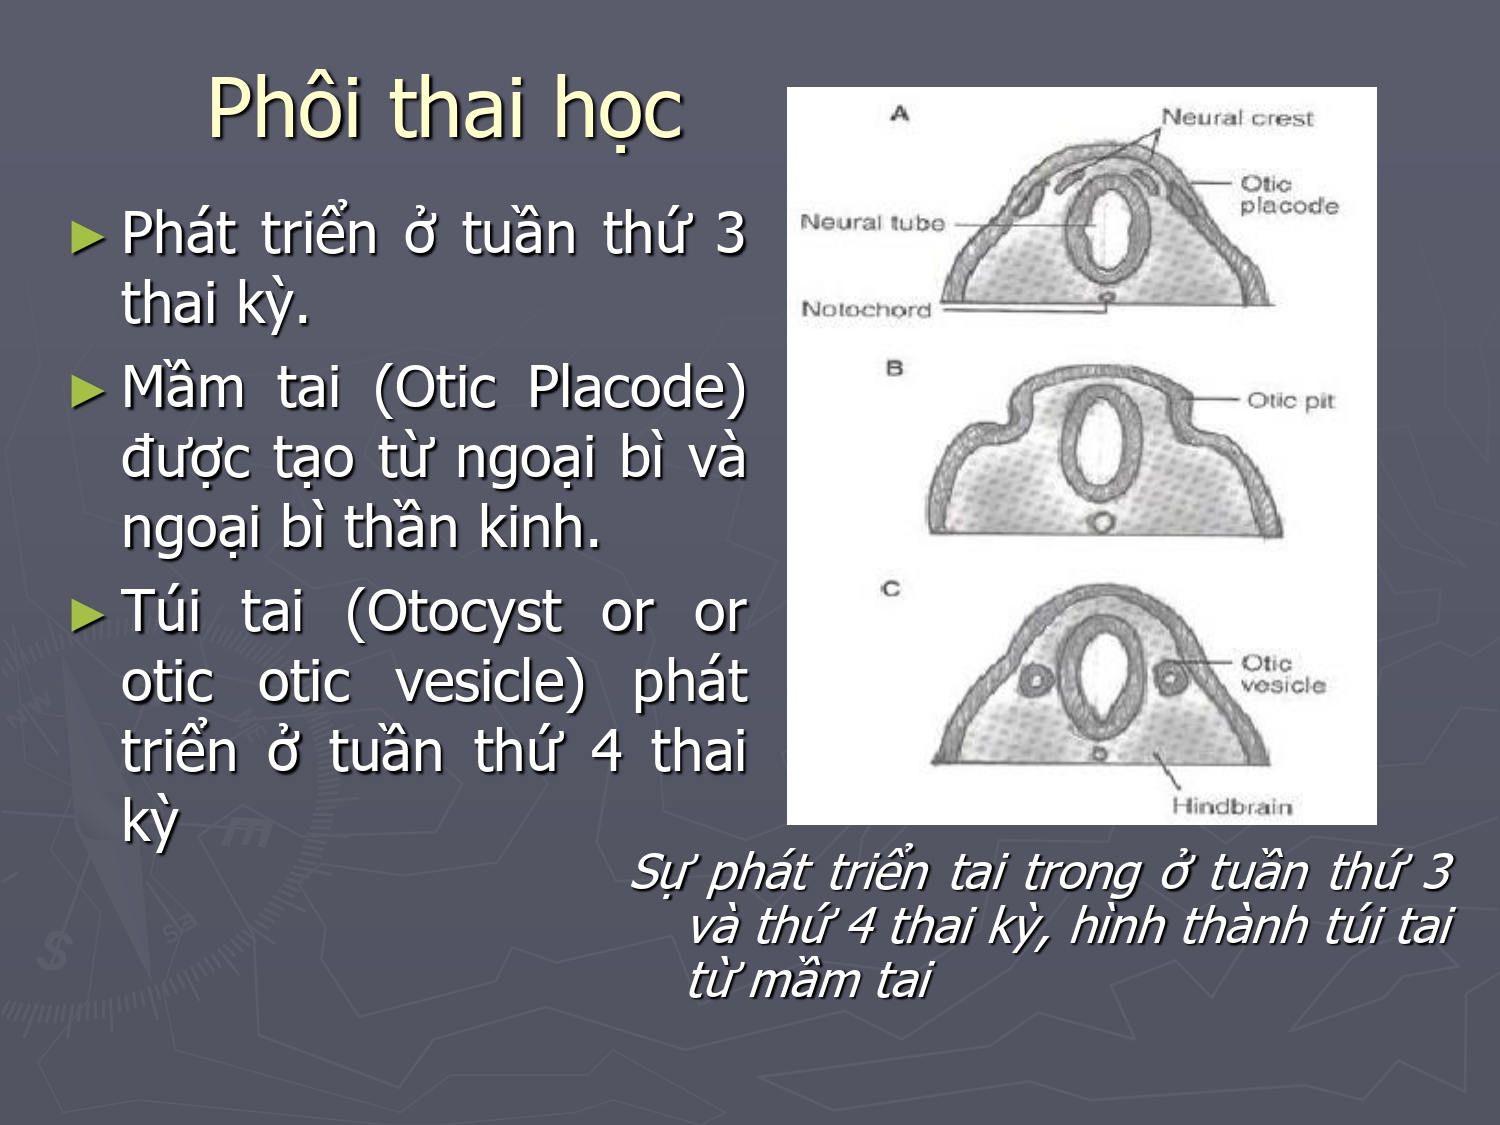 Phôi thai học
► Phát triển ở tuần thứ 3
thai kỳ.
► Mầm tai (Otic Placode)
được tạo từ ngoại bì và
ngoại bì thần kinh.
► Túi tai (Otocyst or or
otic otic vesicle) phát
triển ở tuần thứ 4 thai
kỳ
A
Neural crest
Otic
placode
Neural tube
Notochord
B
Otic pit
C
Otic
vesicle
Hindbrain
Sự phát triển tai trong ở tuần thứ 3
và thứ 4 thai kỳ, hình thành túi tai
từ mầm tai
NW
NE
E
SE
S